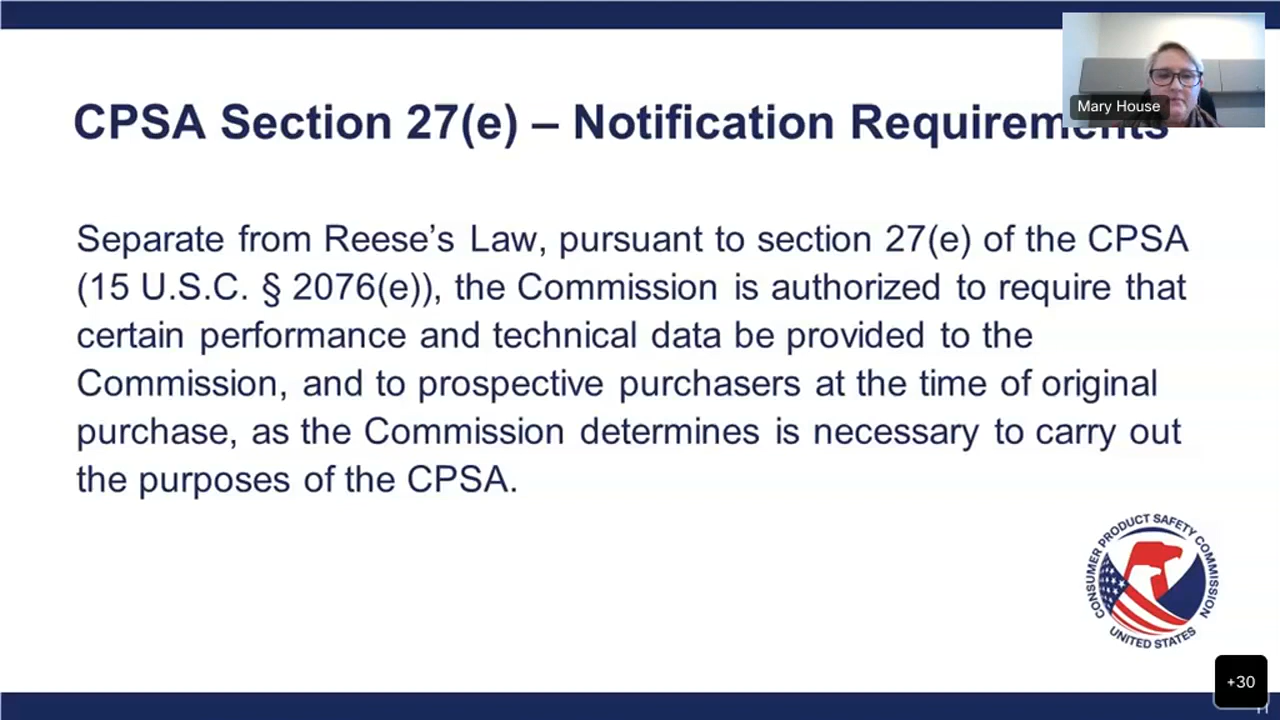 CPSA Section 27(e) – Notification Requirements
Mary House
Separate from Reese's Law, pursuant to section 27(e) of the CPSA
(15 U.S.C. § 2076(e)), the Commission is authorized to require that
certain performance and technical data be provided to the
Commission, and to prospective purchasers at the time of original
purchase, as the Commission determines is necessary to carry out
the purposes of the CPSA.
CONSUMER PRODUCT SAFETY COMMISSION
UNITED STATES
+30